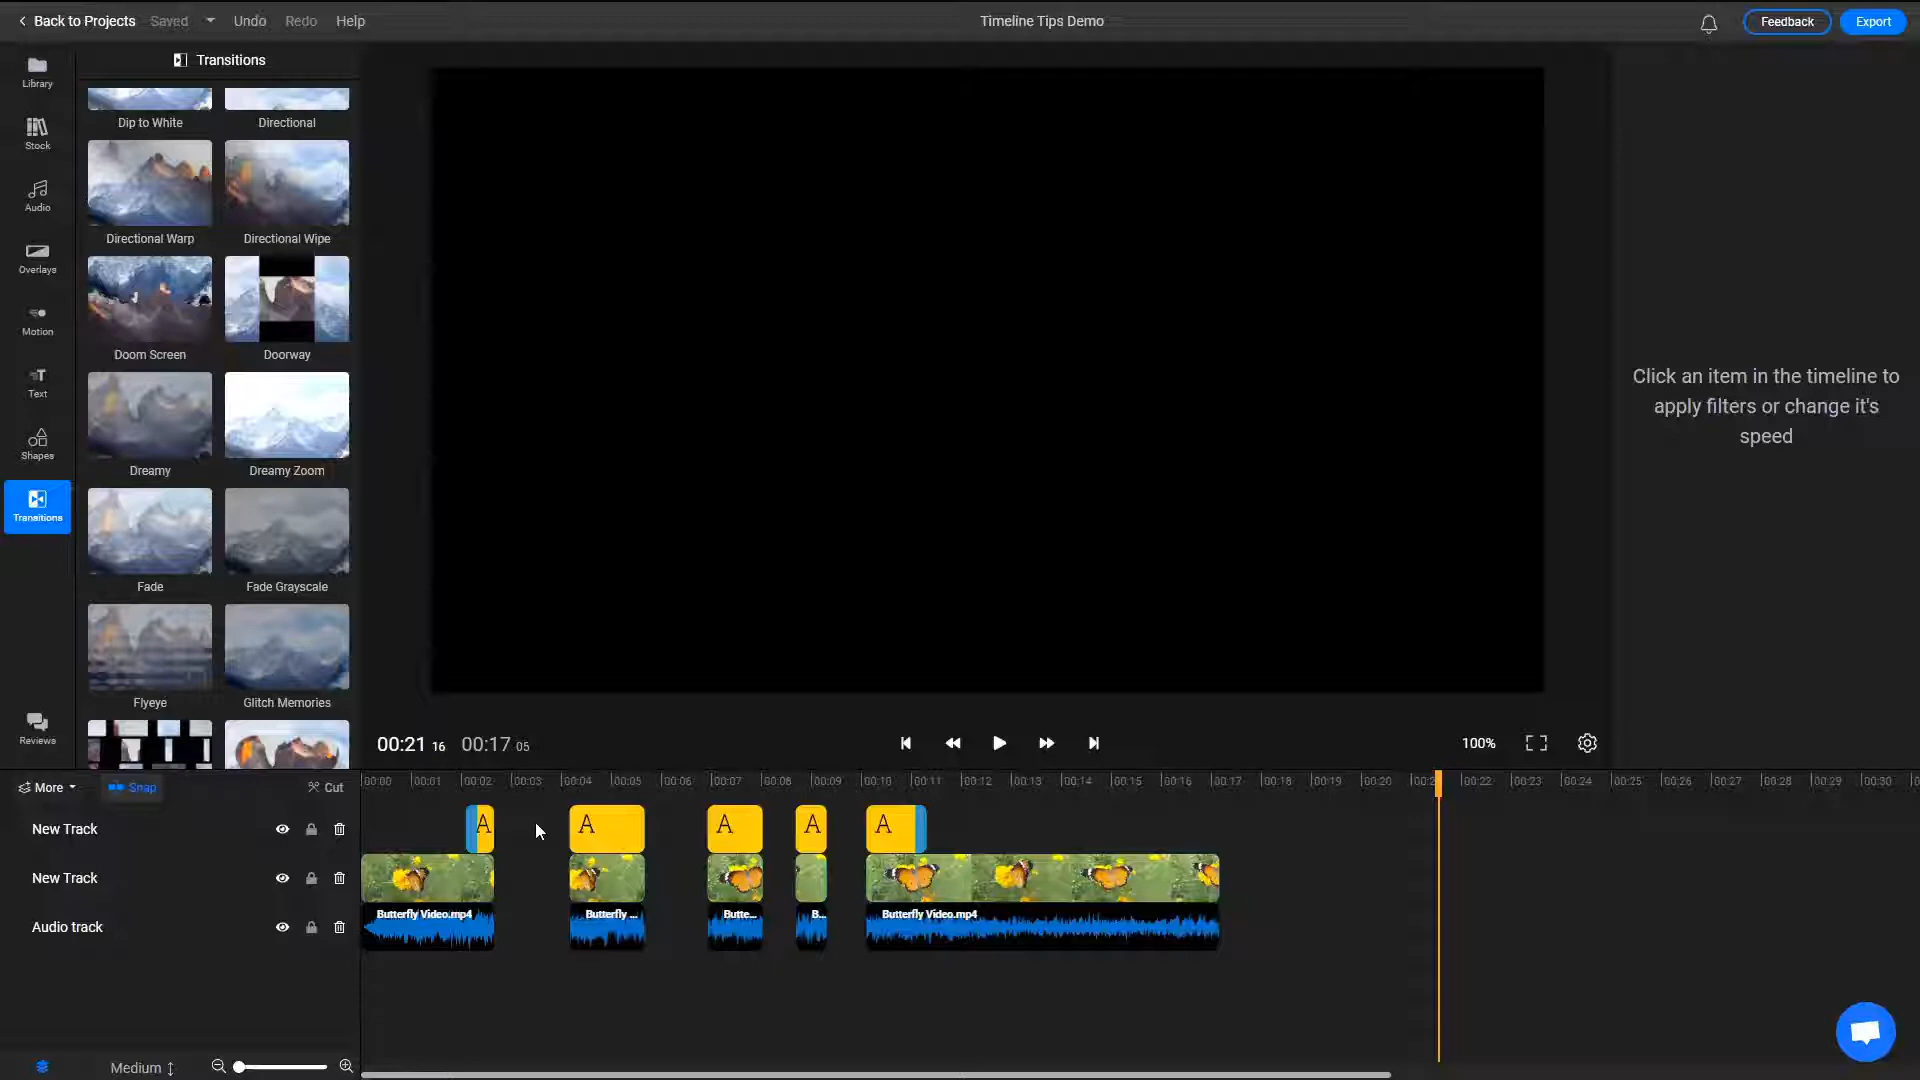 Back to Projects Saved Undo Redo Help
Timeline Tips Demo
Feedback Export
Library
Stock
Audio
Overlays
Motion
Text
Shapes
Transitions
Reviews
Transitions
Dip to White Directional
Directional Warp Directional Wipe
Doom Screen Doorway
Dreamy Dreamy Zoom
Fade Fade Grayscale
Flyeye Glitch Memories
Click an item in the timeline to
apply filters or change it's
speed
00:21 16 00:17 05
100%
More Snap Cut
00:00 00:01 00:02 00:03 00:04 00:05 00:06 00:07 00:08 00:09 00:10 00:11 00:12 00:13 00:14 00:15 00:16 00:17 00:18 00:19 00:20 00:22 00:23 00:24 00:25 00:26 00:27 00:28 00:29 00:30
New Track
A A A A A
New Track
Butterfly Video.mp4 Butterfly ... Butte... B... Butterfly Video.mp4
Audio track
Medium